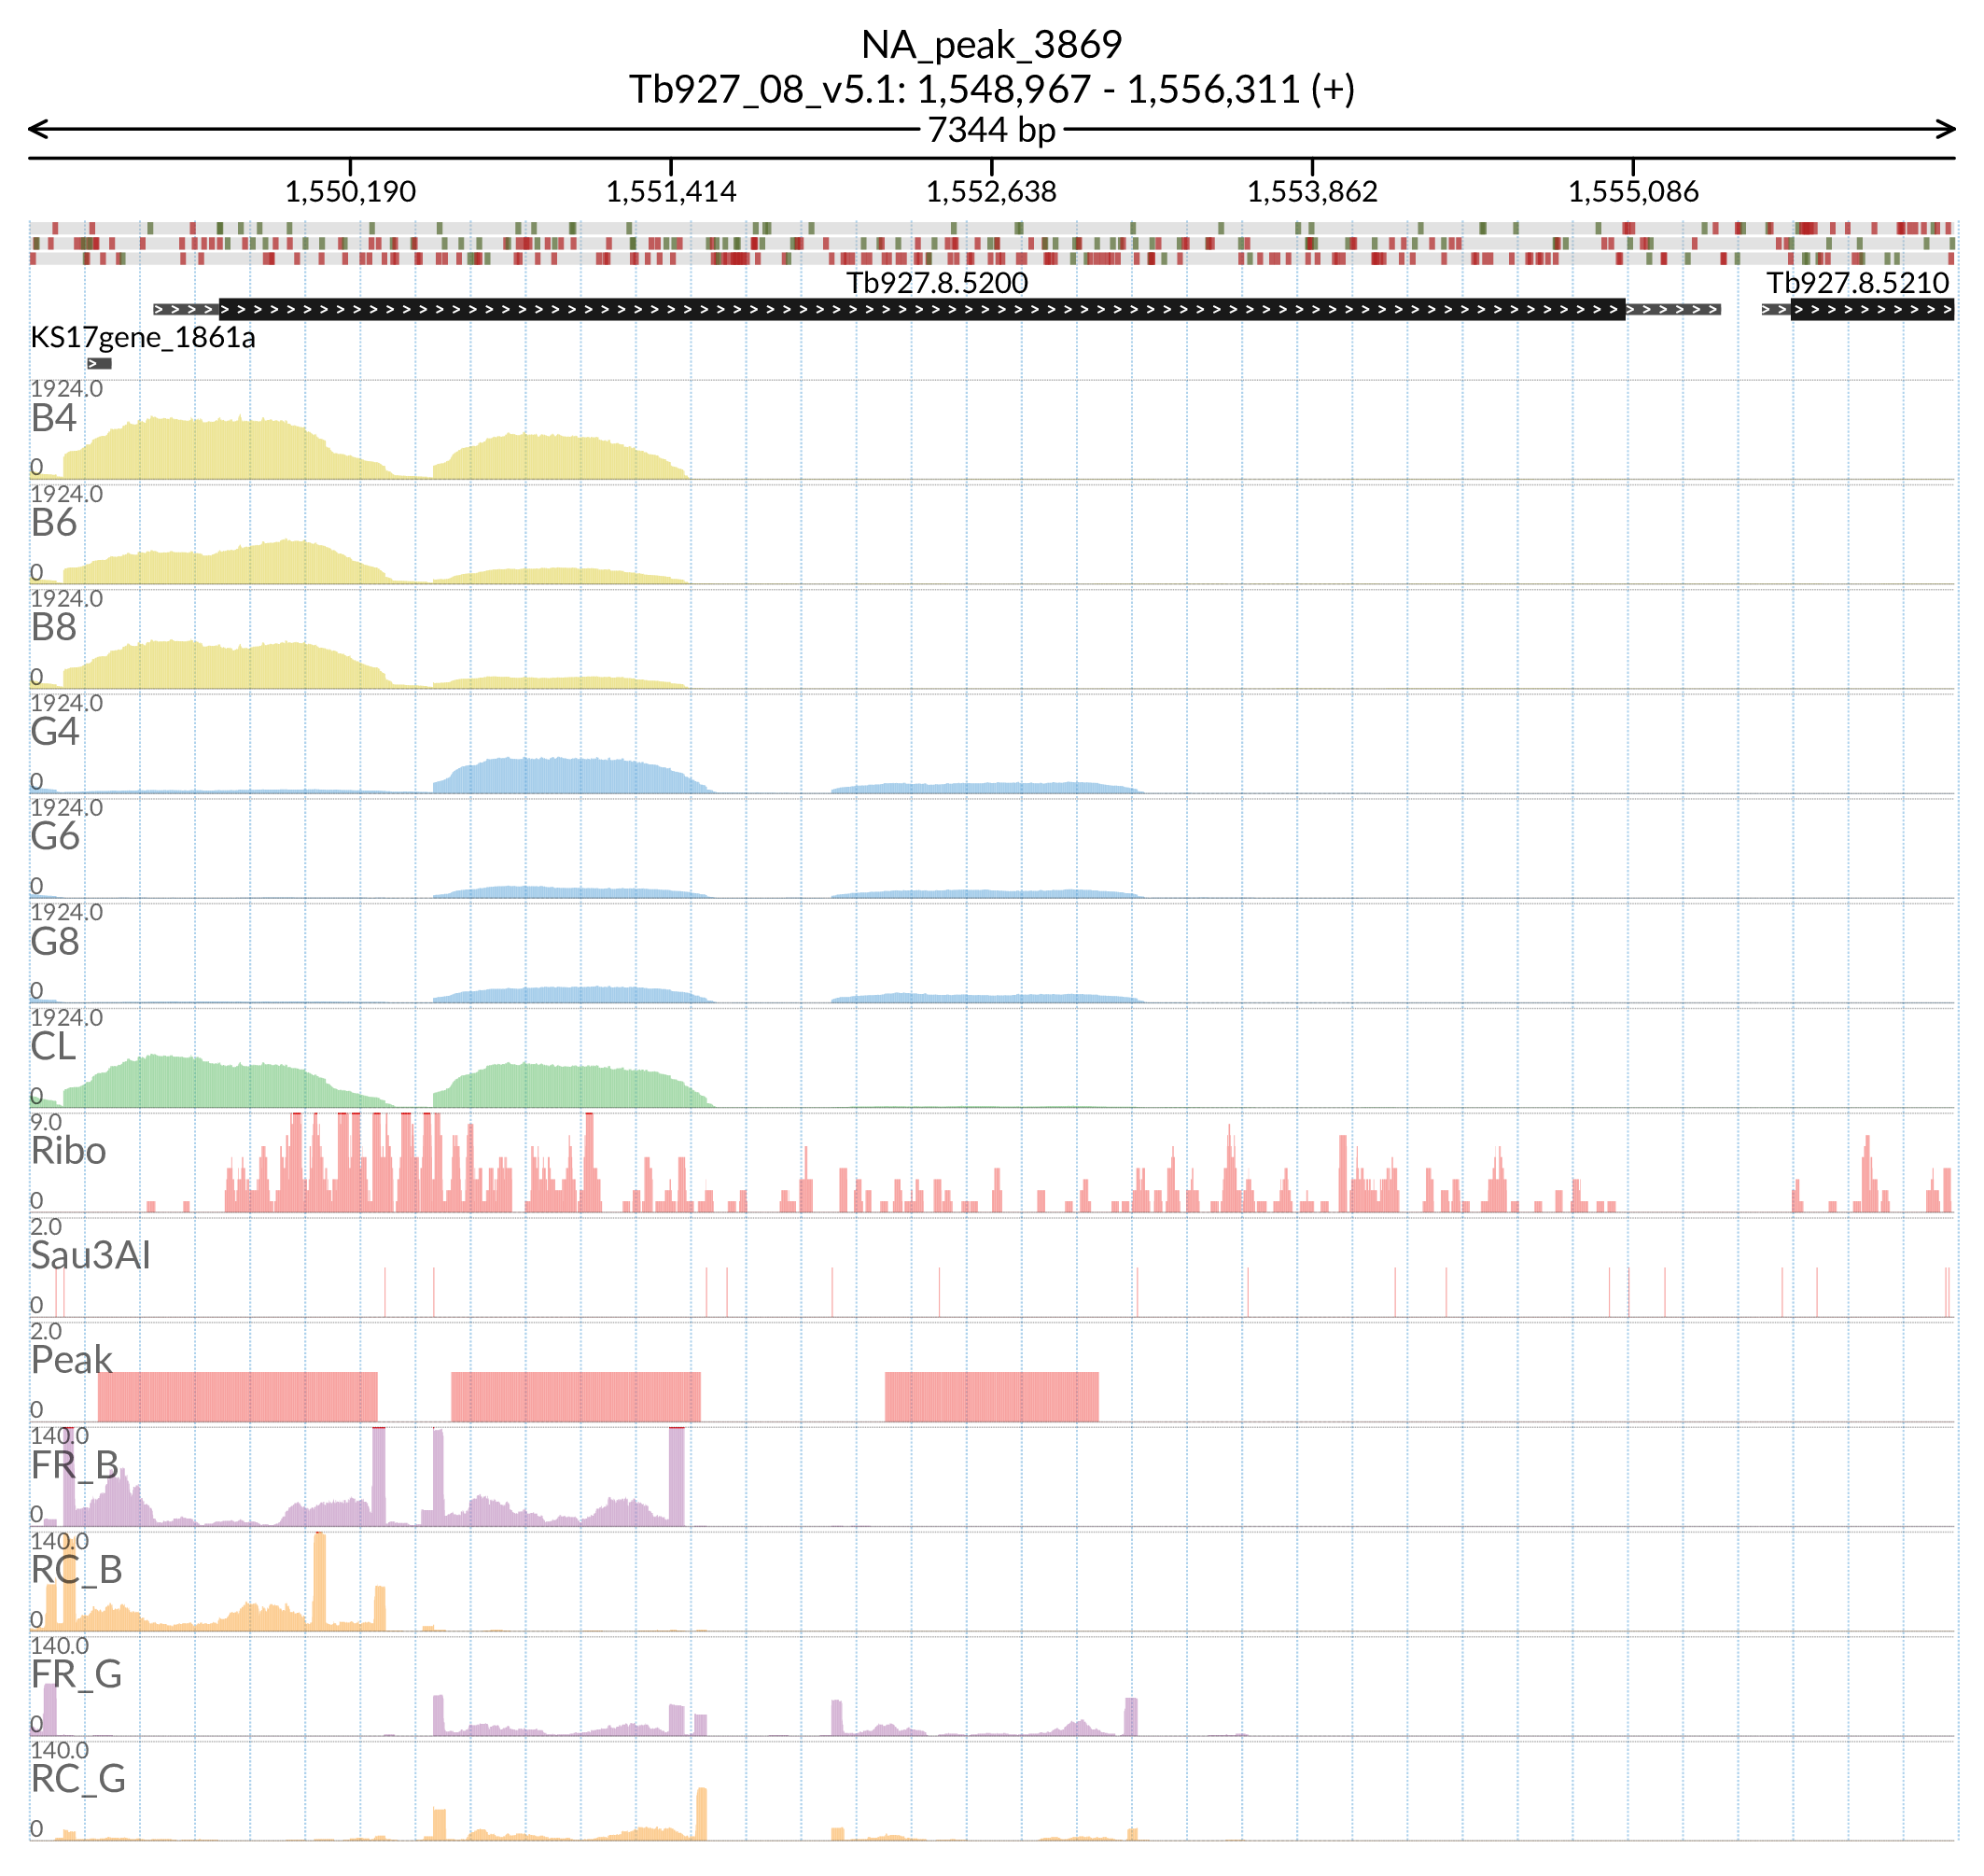 NA_peak_3869
Tb927_08_v5.1: 1,548,967 - 1,556,311 (+)
7344 bp
1,550,190 1,551,414 1,552,638 1,553,862 1,555,086
Tb927.8.5200 Tb927.8.5210
KS17gene_1861a
1924.0
B4
0
1924.0
B6
0
1924.0
B8
0
1924.0
G4
0
1924.0
G6
0
1924.0
G8
0
1924.0
CL
0
9.0
Ribo
0
2.0
Sau3AI
0
2.0
Peak
0
140.0
FR_B
0
140.0
RC_B
0
140.0
FR_G
0
140.0
RC_G
0